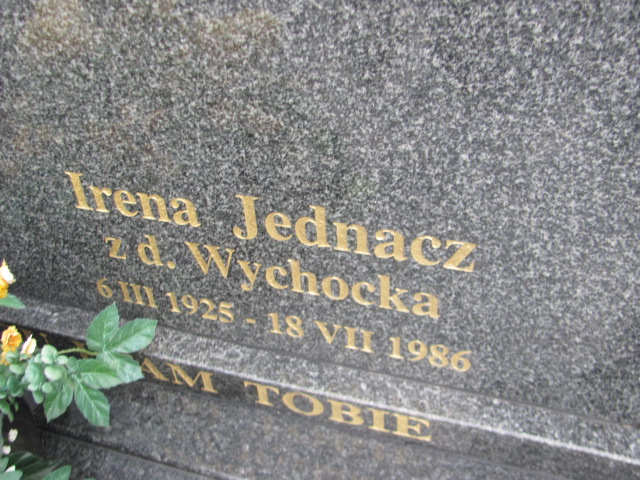 Irena Jednacz
z d. Wychocka
6 III 1925 - 18 VII 1986
TOBIE